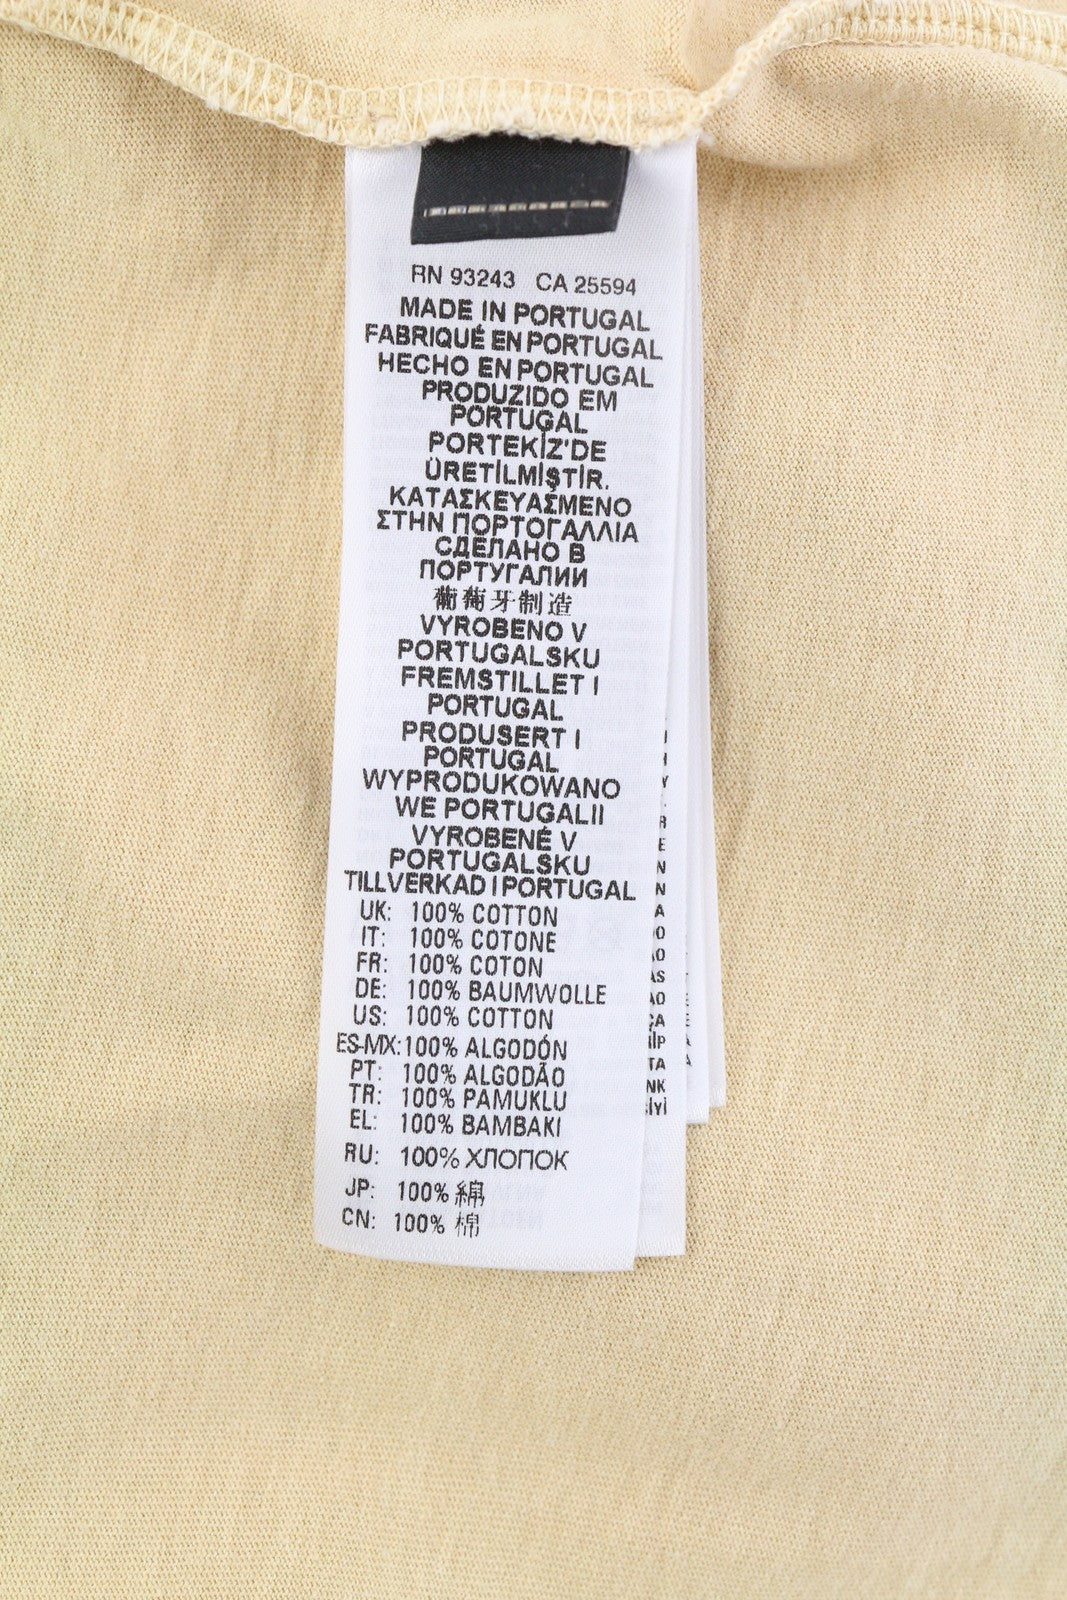 RN 93243 CA 25594
MADE IN PORTUGAL
FABRIQUÉ EN PORTUGAL
HECHO EN PORTUGAL
PRODUZIDO EM
PORTUGAL
PORTEKİZ'DE
ÜRETİLMİŞTİR.
ΚΑΤΑΣΚΕΥΑΣΜΕΝΟ
ΣΤΗΝ ΠΟΡΤΟΓΑΛΛΙΑ
СДЕЛАНО В
ПОРТУГАЛИИ
葡萄牙制造
VYROBENO V
PORTUGALSKU
FREMSTILLET I
PORTUGAL
PRODUSERT I
PORTUGAL
WYPRODUKOWANO
WE PORTUGALII
VYROBENÉ V
PORTUGALSKU
TILLVERKAD I PORTUGAL
UK: 100% COTTON
IT: 100% COTONE
FR: 100% COTON
DE: 100% BAUMWOLLE
US: 100% COTTON
ES-MX: 100% ALGODÓN
PT: 100% ALGODÃO
TR: 100% PAMUKLU
EL: 100% BAMBAKI
RU: 100% ХЛОПОК
JP: 100% 綿
CN: 100% 棉